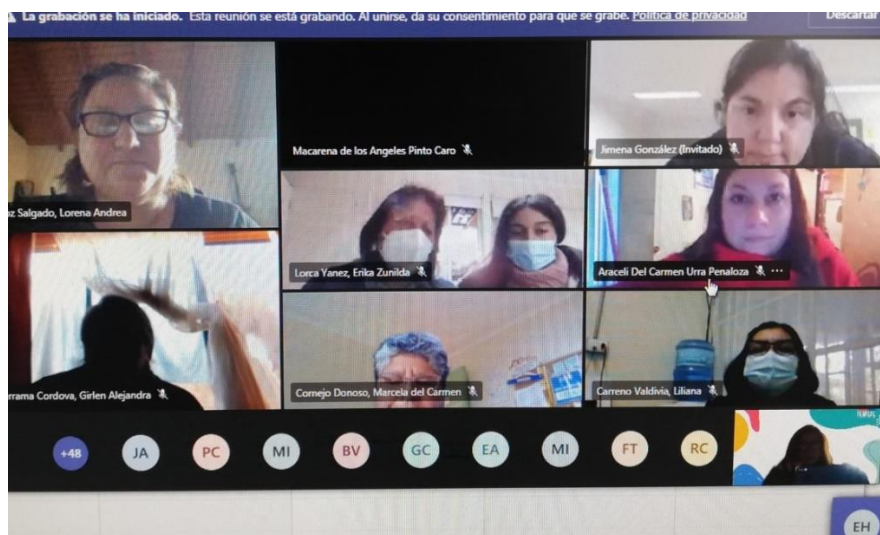 La grabación se ha iniciado. Esta reunión se está grabando. Al unirse, da su consentimiento para que se grabe. Política de privacidad
Descartar
Macarena de los Angeles Pinto Caro
Jimena González (Invitado)
Salgado, Lorena Andrea
Lorca Yanez, Erika Zunilda
Araceli Del Carmen Urra Penaloza
rrama Cordova, Girlen Alejandra
Cornejo Donoso, Marcela del Carmen
Carreno Valdivia, Liliana
+48
JA
PC
MI
BV
GC
EA
MI
FT
RC
EH